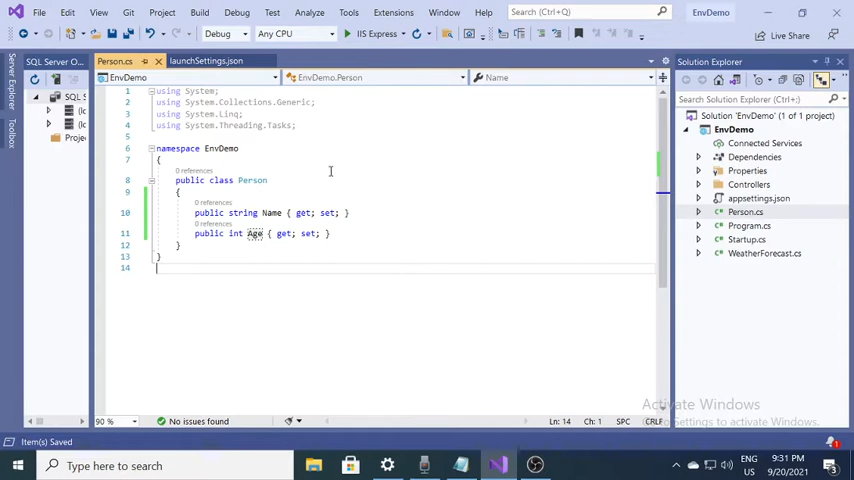 File Edit View Git Project Build Debug Test Analyze Tools Extensions Window Help Search (Ctrl+Q) EnvDemo
Debug Any CPU IIS Express Live Share
Server Explorer
Toolbox
SQL Server O...
SQL
Proje
Person.cs launchSettings.json
EnvDemo EnvDemo.Person Name
1 using System;
2 using System.Collections.Generic;
3 using System.Linq;
4 using System.Threading.Tasks;
5
6 namespace EnvDemo
7 {
0 references
8 public class Person
9 {
0 references
10 public string Name { get; set; }
0 references
11 public int Age { get; set; }
12 }
13 }
14
90 % No issues found Ln: 14 Ch: 1 SPC CRLF
Solution Explorer
Search Solution Explorer (Ctrl+;)
Solution 'EnvDemo' (1 of 1 project)
EnvDemo
Connected Services
Dependencies
Properties
Controllers
appsettings.json
Person.cs
Program.cs
Startup.cs
WeatherForecast.cs
Activate Windows
Go to Settings to activate Windows.
Item(s) Saved 1
Type here to search
ENG
US
9:31 PM
9/20/2021
3